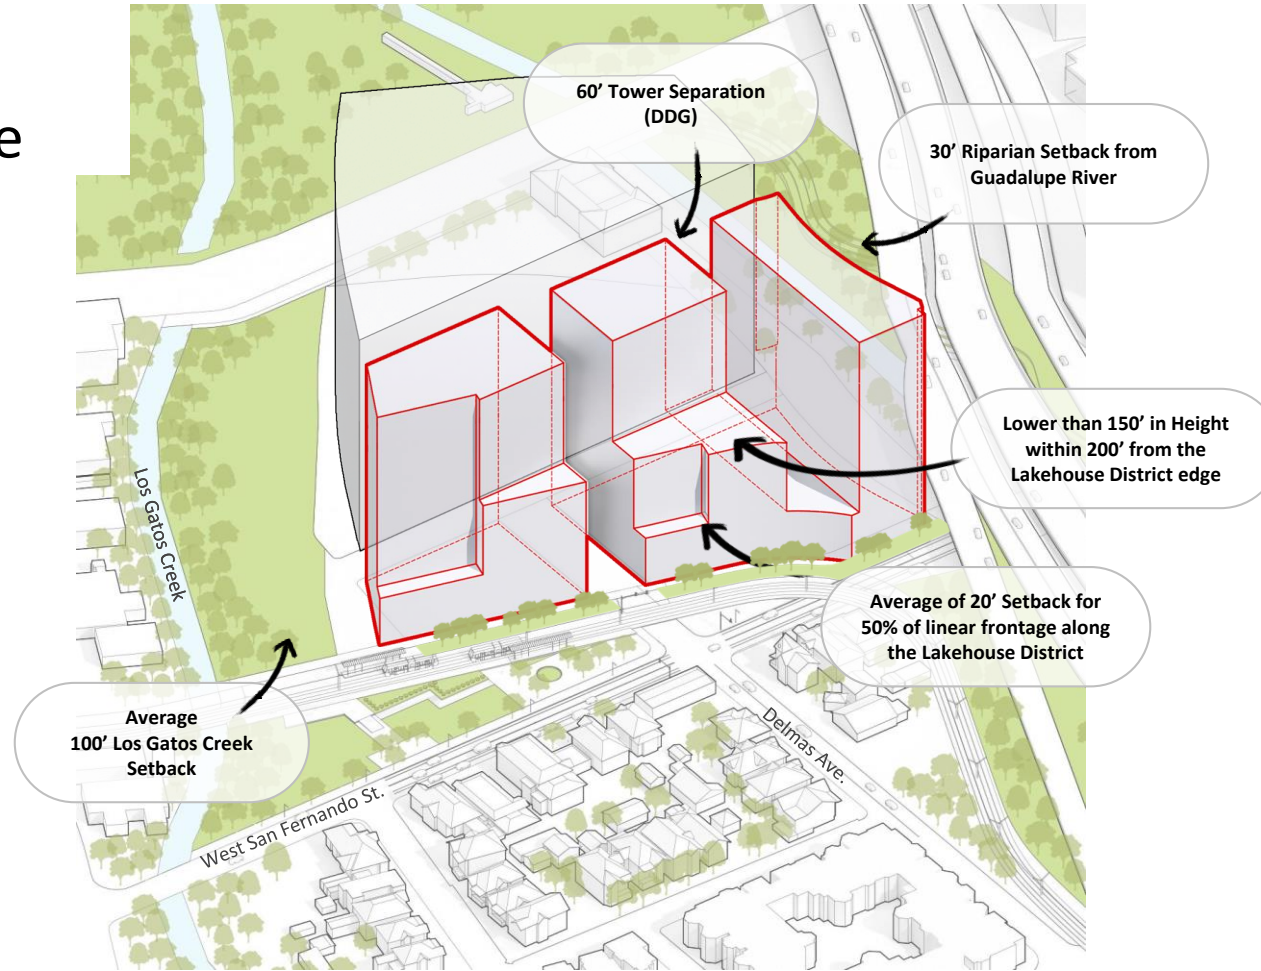 e
60’ Tower Separation
(DDG)
30’ Riparian Setback from
Guadalupe River
Lower than 150’ in Height
within 200’ from the
Lakehouse District edge
Average of 20’ Setback for
50% of linear frontage along
the Lakehouse District
Average
100’ Los Gatos Creek
Setback
Los Gatos Creek
West San Fernando St.
Delmas Ave.